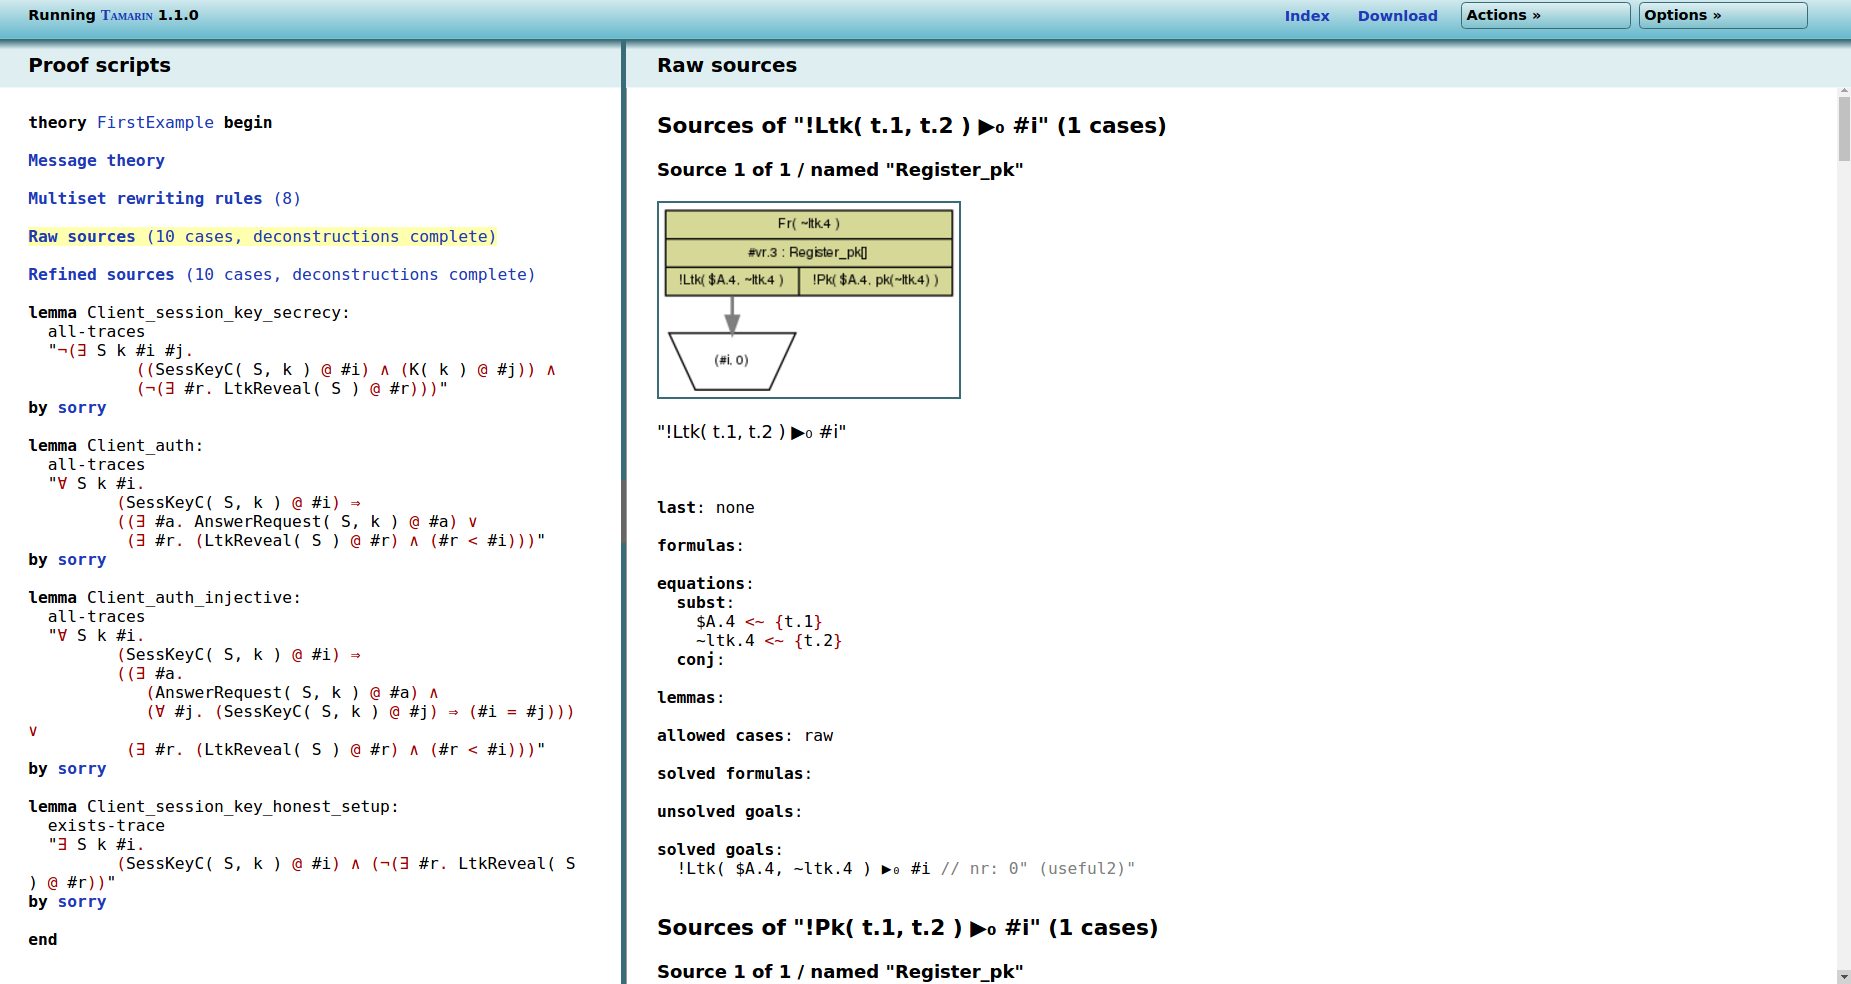 Running TAMARIN 1.1.0
Index Download Actions » Options »
Proof scripts
theory FirstExample begin
Message theory
Multiset rewriting rules (8)
Raw sources (10 cases, deconstructions complete)
Refined sources (10 cases, deconstructions complete)
lemma Client_session_key_secrecy:
all-traces
"¬(∃ S k #i #j.
((SessKeyC( S, k ) @ #i) ∧ (K( k ) @ #j)) ∧
(¬(∃ #r. LtkReveal( S ) @ #r)))"
by sorry
lemma Client_auth:
all-traces
"∀ S k #i.
(SessKeyC( S, k ) @ #i) ⇒
((∃ #a. AnswerRequest( S, k ) @ #a) ∨
(∃ #r. (LtkReveal( S ) @ #r) ∧ (#r < #i)))"
by sorry
lemma Client_auth_injective:
all-traces
"∀ S k #i.
(SessKeyC( S, k ) @ #i) ⇒
((∃ #a.
(AnswerRequest( S, k ) @ #a) ∧
(∀ #j. (SessKeyC( S, k ) @ #j) ⇒ (#i = #j)))
∨
(∃ #r. (LtkReveal( S ) @ #r) ∧ (#r < #i)))"
by sorry
lemma Client_session_key_honest_setup:
exists-trace
"∃ S k #i.
(SessKeyC( S, k ) @ #i) ∧ (¬(∃ #r. LtkReveal( S
) @ #r))"
by sorry
end
Raw sources
Sources of "!Ltk( t.1, t.2 ) ▶₀ #i" (1 cases)
Source 1 of 1 / named "Register_pk"
Fr( ~ltk.4 )
#vr.3 : Register_pk[]
!Ltk( $A.4, ~ltk.4 ) !Pk( $A.4, pk(~ltk.4) )
(#i, 0)
"!Ltk( t.1, t.2 ) ▶₀ #i"
last: none
formulas:
equations:
subst:
$A.4 <~ {t.1}
~ltk.4 <~ {t.2}
conj:
lemmas:
allowed cases: raw
solved formulas:
unsolved goals:
solved goals:
!Ltk( $A.4, ~ltk.4 ) ▶₀ #i // nr: 0" (useful2)"
Sources of "!Pk( t.1, t.2 ) ▶₀ #i" (1 cases)
Source 1 of 1 / named "Register_pk"